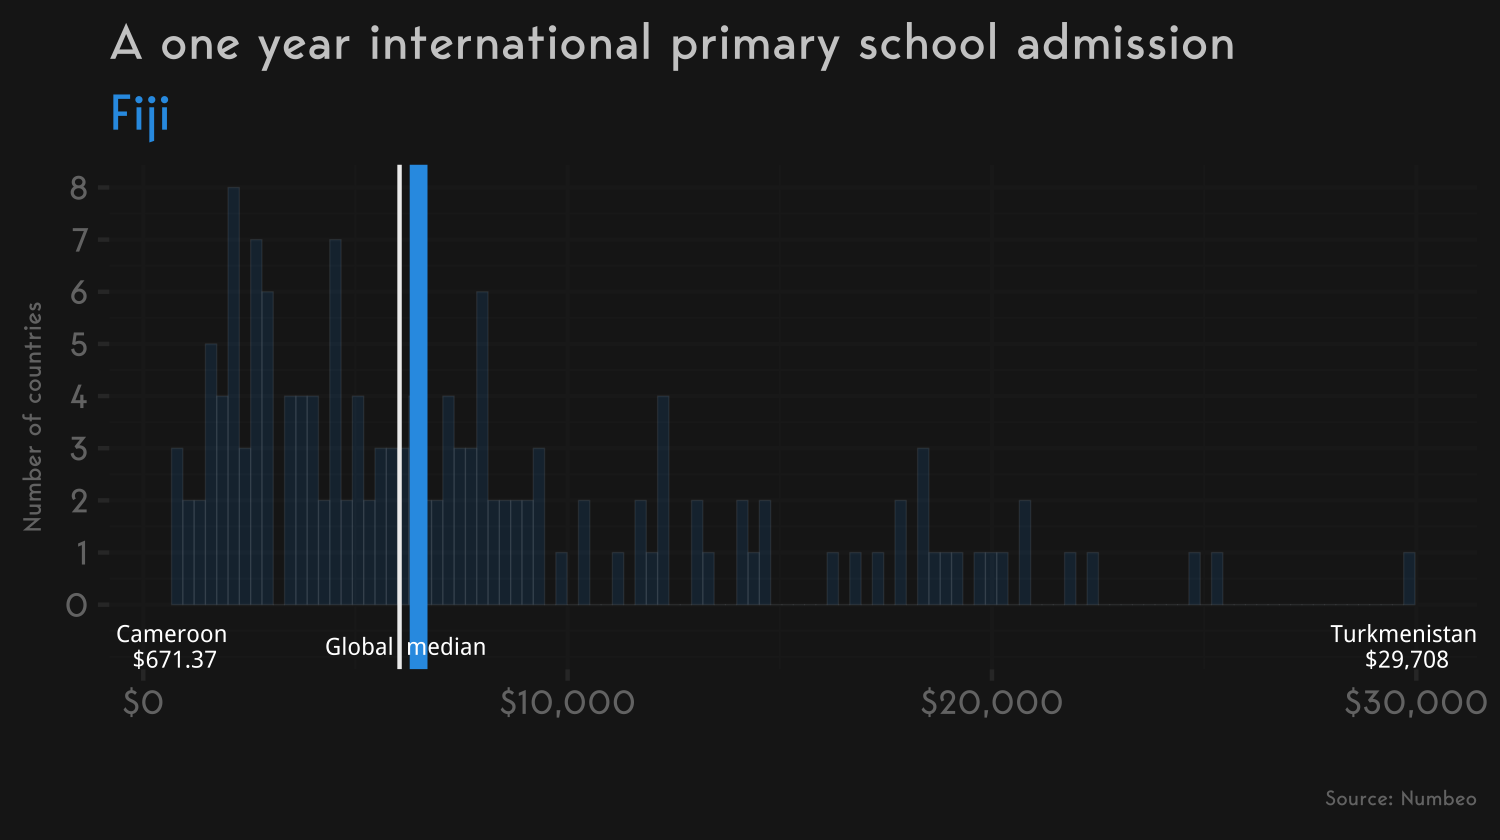 A one year international primary school admission
Fiji
Number of countries
8
7
6
5
4
3
2
1
0
Cameroon
$671.37
Global median
Turkmenistan
$29,708
$0
$10,000
$20,000
$30,000
Source: Numbeo